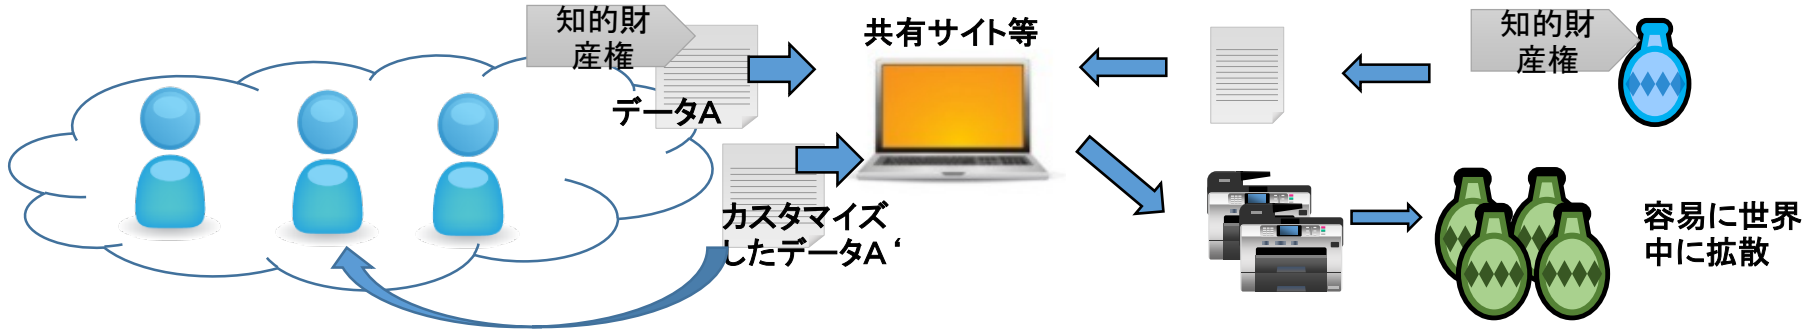 知的財
産権
データA
共有サイト等
知的財
産権
カスタマイズ
したデータA‘
容易に世界
中に拡散